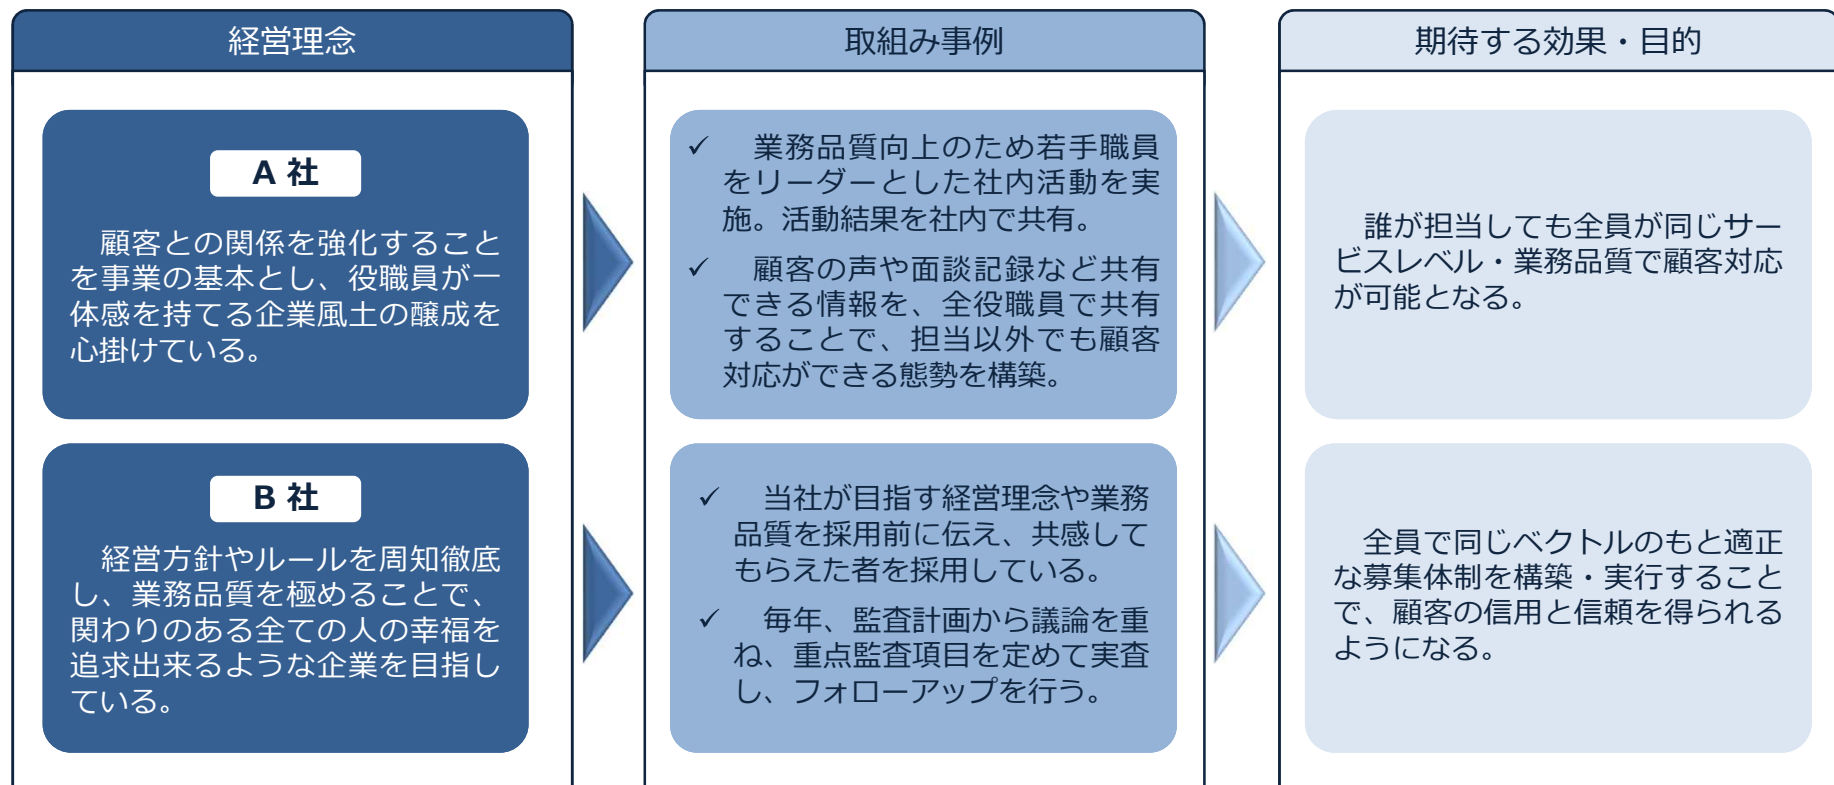 経営理念
取組み事例
期待する効果・目的
A 社
顧客との関係を強化すること
を事業の基本とし、役職員が一
体感を持てる企業風土の醸成を
心掛けている。
✓ 業務品質向上のため若手職員
をリーダーとした社内活動を実
施。活動結果を社内で共有。
✓ 顧客の声や面談記録など共有
できる情報を、全役職員で共有
することで、担当以外でも顧客
対応ができる態勢を構築。
誰が担当しても全員が同じサー
ビスレベル・業務品質で顧客対応
が可能となる。
B 社
経営方針やルールを周知徹底
し、業務品質を極めることで、
関わりのある全ての人の幸福を
追求出来るような企業を目指し
ている。
✓ 当社が目指す経営理念や業務
品質を採用前に伝え、共感して
もらえた者を採用している。
✓ 毎年、監査計画から議論を重
ね、重点監査項目を定めて実査
し、フォローアップを行う。
全員で同じベクトルのもと適正
な募集体制を構築・実行すること
で、顧客の信用と信頼を得られる
ようになる。